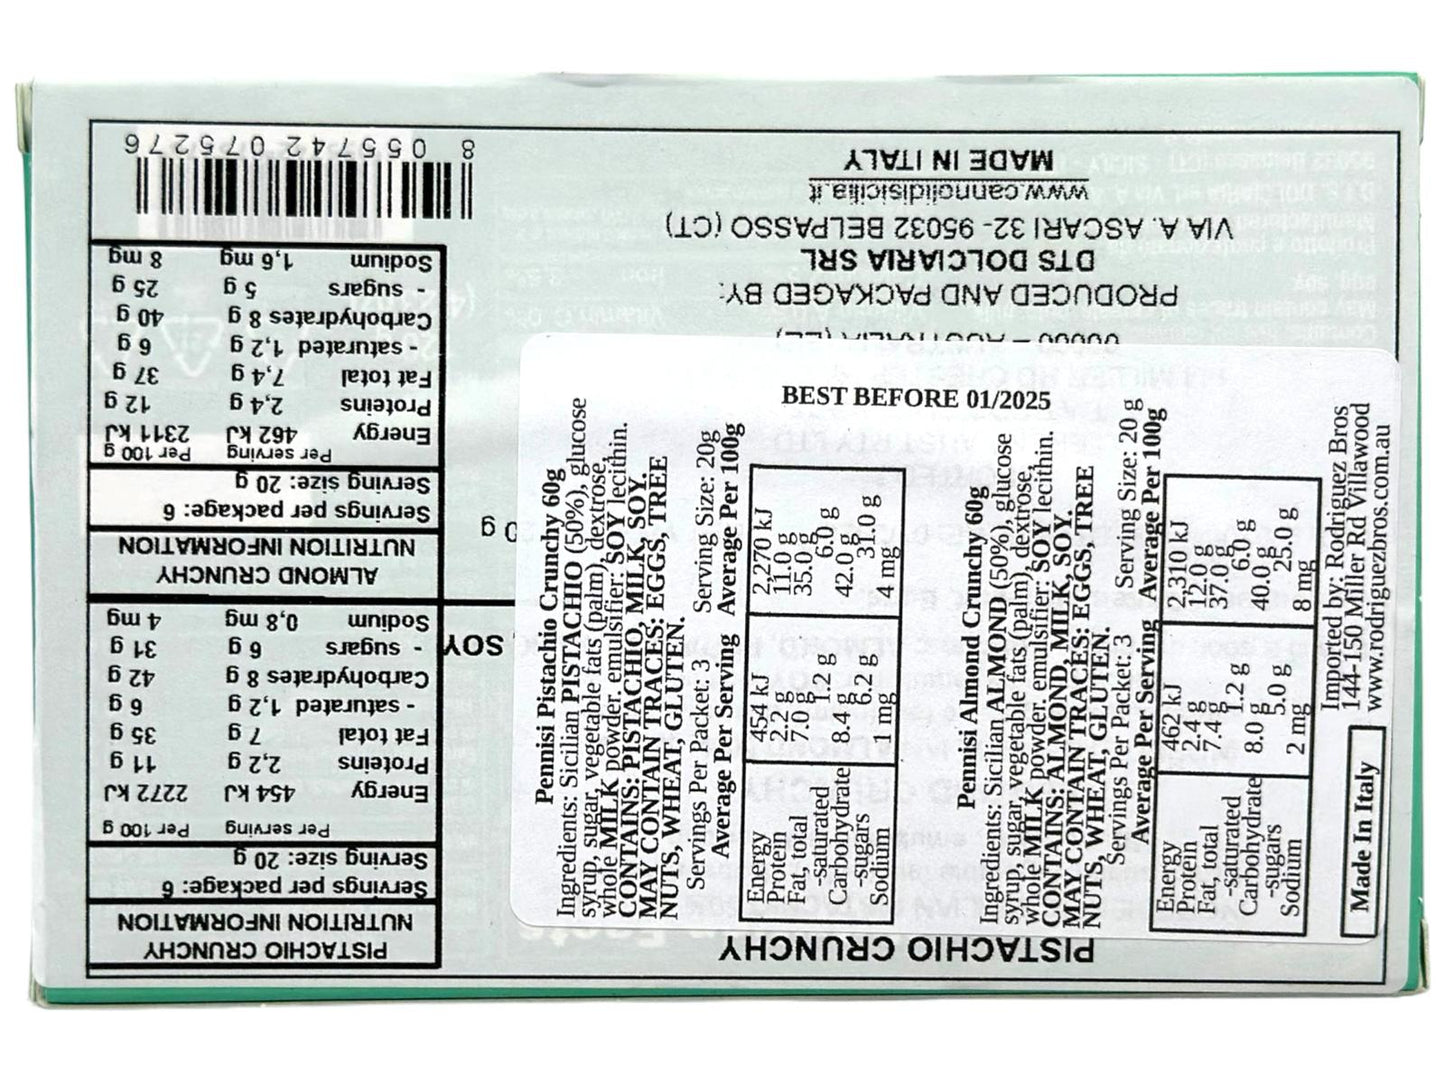 BEST BEFORE 01/2025
Pennisi Pistachio Crunchy 60g
Ingredients: Sicilian PISTACHIO (50%), glucose
syrup, sugar, vegetable fats (palm), dextrose,
whole MILK powder. emulsifier: SOY lecithin.
CONTAINS: PISTACHIO, MILK, SOY.
MAY CONTAIN TRACES: EGGS, TREE
NUTS, WHEAT, GLUTEN.
Servings Per Packet: 3 Serving Size: 20g
Average Per Serving Average Per 100g
Energy 454 kJ 2,270 kJ
Protein 2.2 g 11.0 g
Fat, total 7.0 g 35.0 g
-saturated 1.2 g 6.0 g
Carbohydrate 8.4 g 42.0 g
-sugars 6.2 g 31.0 g
Sodium 1 mg 4 mg
Pennisi Almond Crunchy 60g
Ingredients: Sicilian ALMOND (50%), glucose
syrup, sugar, vegetable fats (palm), dextrose,
whole MILK powder. emulsifier: SOY lecithin.
CONTAINS: ALMOND, MILK, SOY.
MAY CONTAIN TRACES: EGGS, TREE
NUTS, WHEAT, GLUTEN.
Servings Per Packet: 3 Serving Size: 20 g
Average Per Serving Average Per 100g
Energy 462 kJ 2,310 kJ
Protein 2.4 g 12.0 g
Fat, total 7.4 g 37.0 g
-saturated 1.2 g 6.0 g
Carbohydrate 8.0 g 40.0 g
-sugars 5.0 g 25.0 g
Sodium 2 mg 8 mg
Made In Italy
Imported by: Rodriguez Bros
144-150 Miller Rd Villawood
www.rodriguezbros.com.au
PISTACHIO CRUNCHY
SOY
0 g
PRODUCED AND PACKAGED BY:
DTS DOLCIARIA SRL
VIA A. ASCARI 32- 95032 BELPASSO (CT)
www.cannolidisicilia.it
MADE IN ITALY
PISTACHIO CRUNCHY
NUTRITION INFORMATION
Servings per package: 6
Serving size: 20 g
Per serving Per 100 g
Energy 454 kJ 2272 kJ
Proteins 2,2 g 11 g
Fat total 7 g 35 g
- saturated 1,2 g 6 g
Carbohydrates 8 g 42 g
- sugars 6 g 31 g
Sodium 0,8 mg 4 mg
ALMOND CRUNCHY
NUTRITION INFORMATION
Servings per package: 6
Serving size: 20 g
Per serving Per 100 g
Energy 462 kJ 2311 kJ
Proteins 2,4 g 12 g
Fat total 7,4 g 37 g
- saturated 1,2 g 6 g
Carbohydrates 8 g 40 g
- sugars 5 g 25 g
Sodium 1,6 mg 8 mg
8 055742 075276